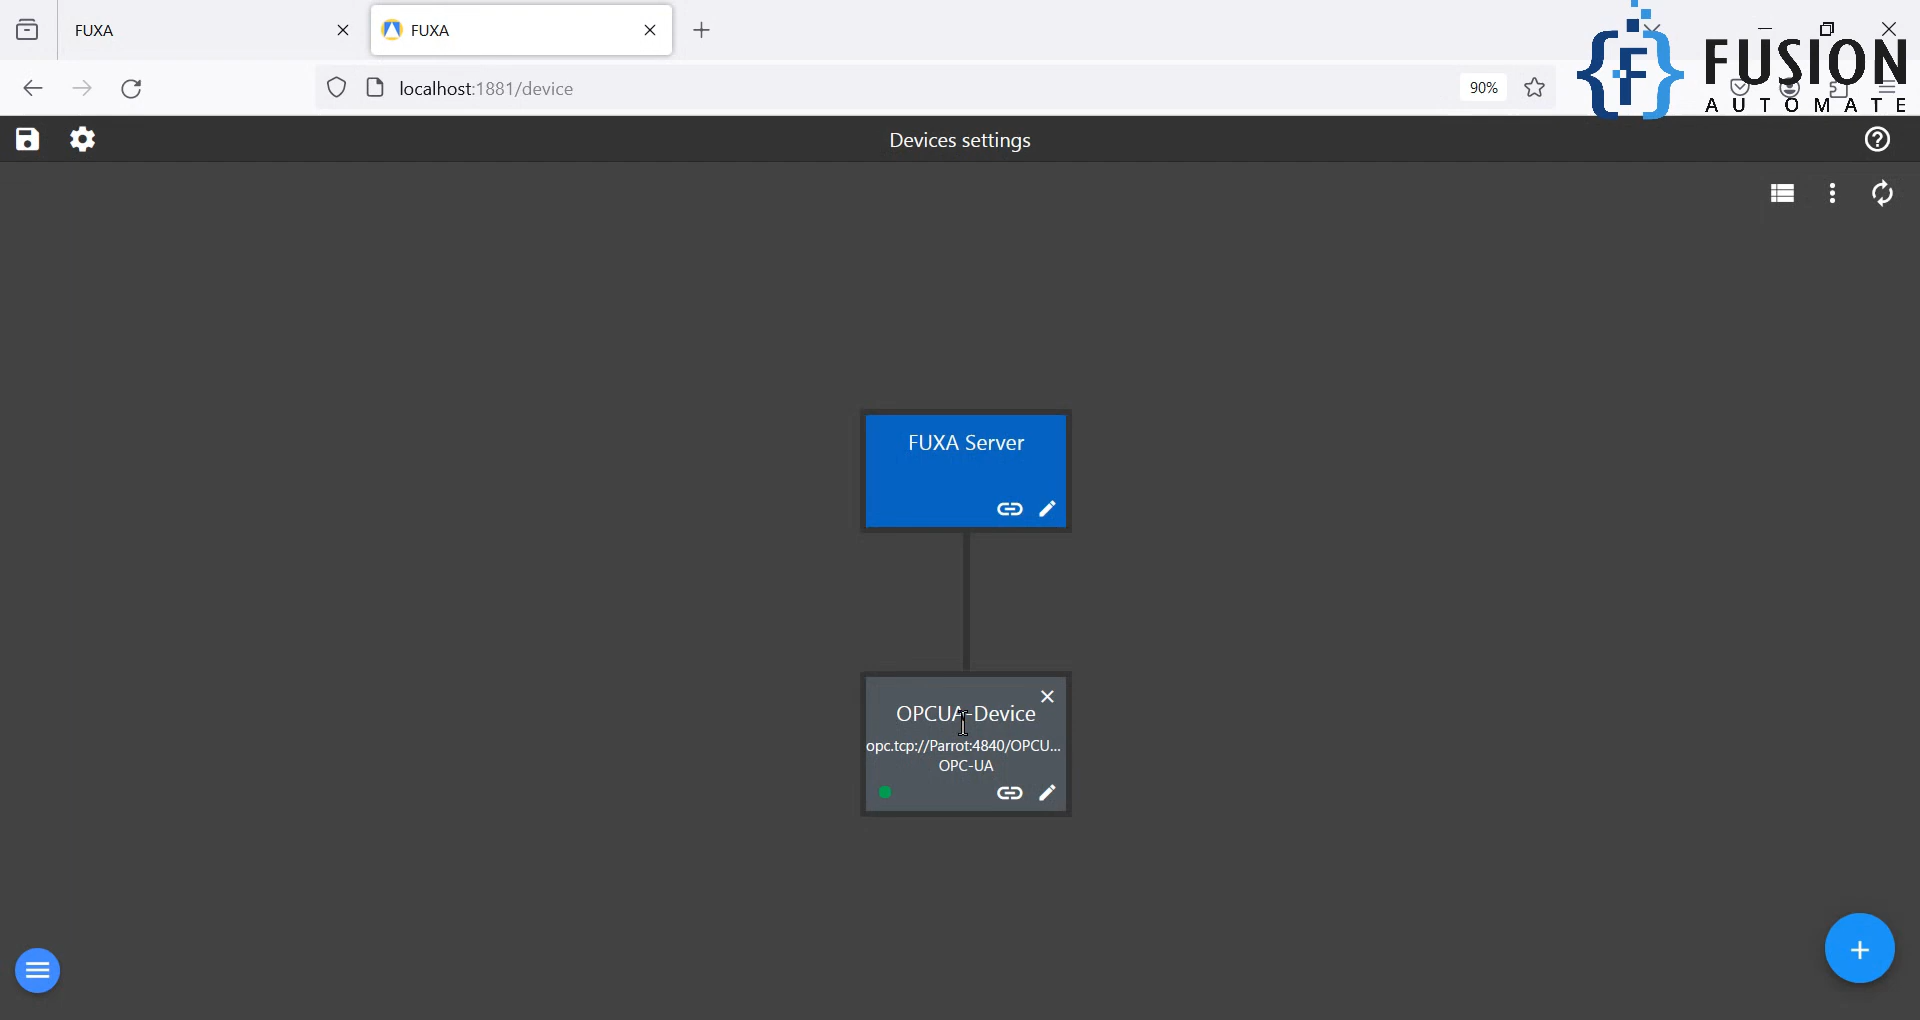 FUXA
FUXA
localhost:1881/device
90%
FUSION
AUTOMATE
Devices settings
FUXA Server
OPCUA-Device
opc.tcp://Parrot:4840/OPCU...
OPC-UA